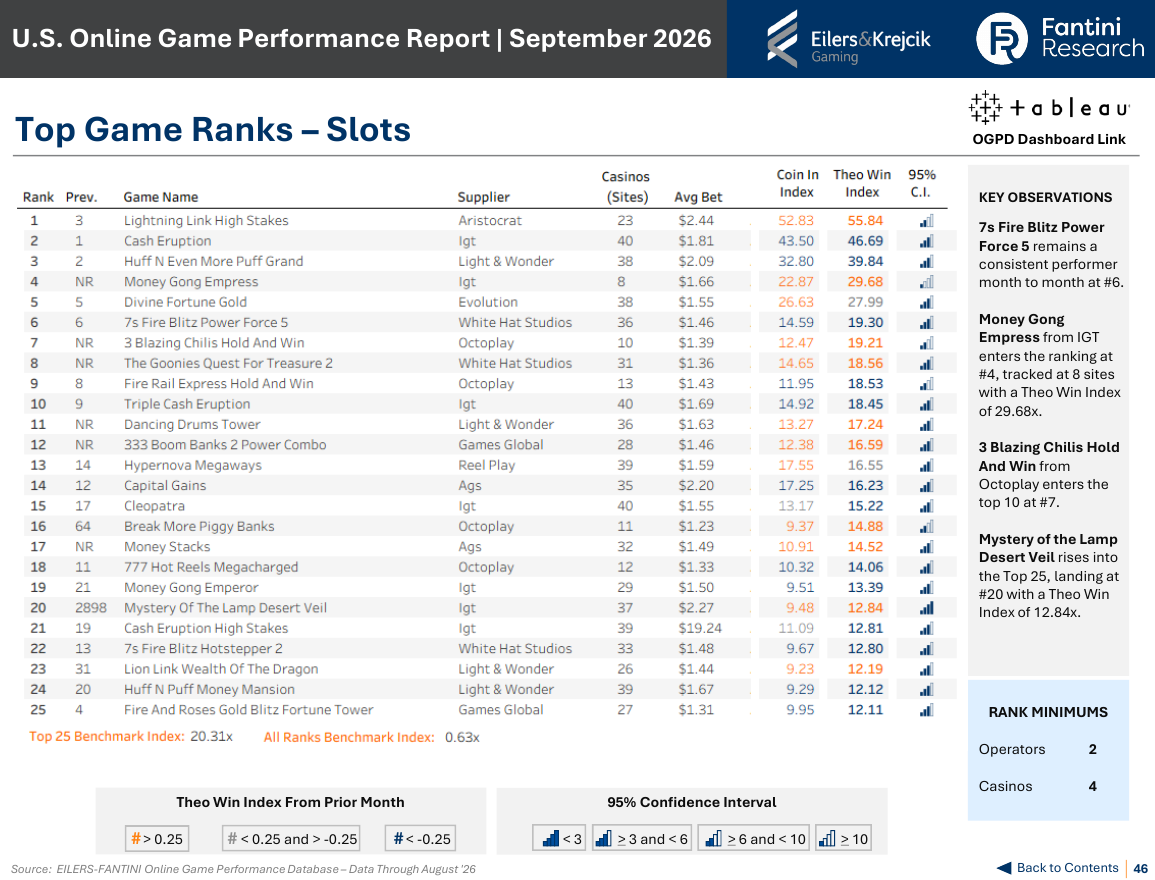 U.S. Online Game Performance Report | September 2026
Eilers&Krejcik
Gaming
Fantini
Research
Top Game Ranks – Slots
+ a b l e a u
OGPD Dashboard Link
Rank Prev. Game Name Supplier Casinos (Sites) Avg Bet Coin In Index Theo Win Index 95% C.I.
1 3 Lightning Link High Stakes Aristocrat 23 $2.44 52.83 55.84
2 1 Cash Eruption Igt 40 $1.81 43.50 46.69
3 2 Huff N Even More Puff Grand Light & Wonder 38 $2.09 32.80 39.84
4 NR Money Gong Empress Igt 8 $1.66 22.87 29.68
5 5 Divine Fortune Gold Evolution 38 $1.55 26.63 27.99
6 6 7s Fire Blitz Power Force 5 White Hat Studios 36 $1.46 14.59 19.30
7 NR 3 Blazing Chilis Hold And Win Octoplay 10 $1.39 12.47 19.21
8 NR The Goonies Quest For Treasure 2 White Hat Studios 31 $1.36 14.65 18.56
9 8 Fire Rail Express Hold And Win Octoplay 13 $1.43 11.95 18.53
10 9 Triple Cash Eruption Igt 40 $1.69 14.92 18.45
11 NR Dancing Drums Tower Light & Wonder 36 $1.63 13.27 17.24
12 NR 333 Boom Banks 2 Power Combo Games Global 28 $1.46 12.38 16.59
13 14 Hypernova Megaways Reel Play 39 $1.59 17.55 16.55
14 12 Capital Gains Ags 35 $2.20 17.25 16.23
15 17 Cleopatra Igt 40 $1.55 13.17 15.22
16 64 Break More Piggy Banks Octoplay 11 $1.23 9.37 14.88
17 NR Money Stacks Ags 32 $1.49 10.91 14.52
18 11 777 Hot Reels Megacharged Octoplay 12 $1.33 10.32 14.06
19 21 Money Gong Emperor Igt 29 $1.50 9.51 13.39
20 2898 Mystery Of The Lamp Desert Veil Igt 37 $2.27 9.48 12.84
21 19 Cash Eruption High Stakes Igt 39 $19.24 11.09 12.81
22 13 7s Fire Blitz Hotstepper 2 White Hat Studios 33 $1.48 9.67 12.80
23 31 Lion Link Wealth Of The Dragon Light & Wonder 26 $1.44 9.23 12.19
24 20 Huff N Puff Money Mansion Light & Wonder 39 $1.67 9.29 12.12
25 4 Fire And Roses Gold Blitz Fortune Tower Games Global 27 $1.31 9.95 12.11
Top 25 Benchmark Index: 20.31x All Ranks Benchmark Index: 0.63x
KEY OBSERVATIONS
7s Fire Blitz Power
Force 5 remains a
consistent performer
month to month at #6.
Money Gong
Empress from IGT
enters the ranking at
#4, tracked at 8 sites
with a Theo Win Index
of 29.68x.
3 Blazing Chilis Hold
And Win from
Octoplay enters the
top 10 at #7.
Mystery of the Lamp
Desert Veil rises into
the Top 25, landing at
#20 with a Theo Win
Index of 12.84x.
RANK MINIMUMS
Operators 2
Casinos 4
Theo Win Index From Prior Month
# > 0.25 # < 0.25 and > -0.25 # < -0.25
95% Confidence Interval
< 3 ≥ 3 and < 6 ≥ 6 and < 10 ≥ 10
Source: EILERS-FANTINI Online Game Performance Database – Data Through August '26
Back to Contents | 46